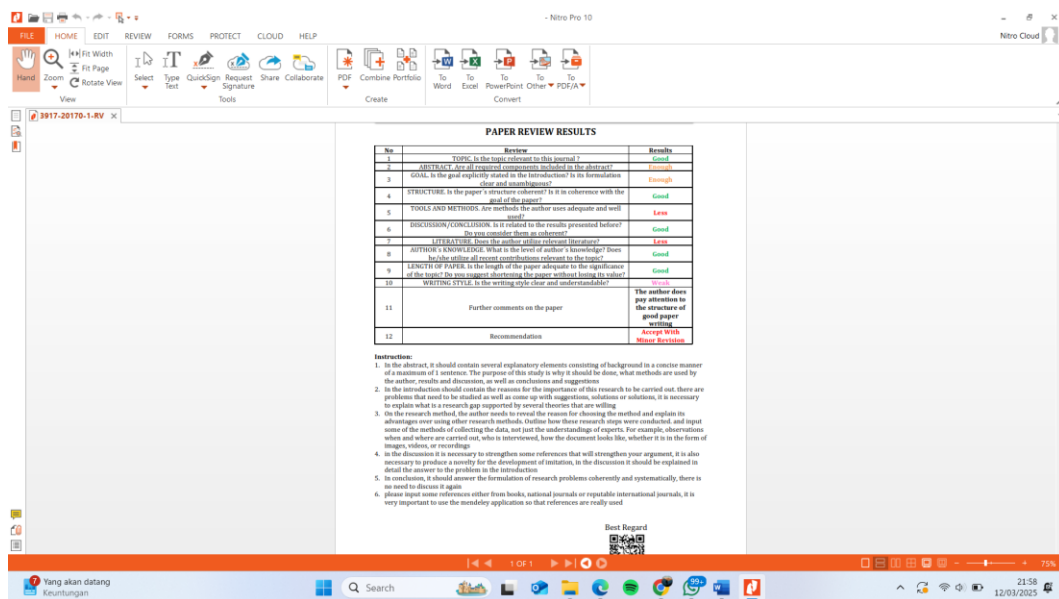 - Nitro Pro 10
FILE HOME EDIT REVIEW FORMS PROTECT CLOUD HELP
Nitro Cloud
Hand
Zoom
Fit Width
Fit Page
Rotate View
View
Select
Type Text
QuickSign
Request Signature
Share
Collaborate
Tools
PDF
Combine
Portfolio
Create
To Word
To Excel
To PowerPoint
To Other
To PDF/A
Convert
3917-20170-1-RV
PAPER REVIEW RESULTS
No Review Results
1 TOPIC. Is the topic relevant to this journal ? Good
2 ABSTRACT. Are all required components included in the abstract? Enough
3 GOAL. Is the goal explicitly stated in the Introduction? Is its formulation
clear and unambiguous? Enough
4 STRUCTURE. Is the paper's structure coherent? Is it in coherence with the
goal of the paper? Good
5 TOOLS AND METHODS. Are methods the author uses adequate and well
used? Less
6 DISCUSSION/CONCLUSION. Is it related to the results presented before?
Do you consider them as coherent? Good
7 LITERATURE. Does the author utilize relevant literature? Less
8 AUTHOR's KNOWLEDGE. What is the level of author's knowledge? Does
he/she utilize all recent contributions relevant to the topic? Good
9 LENGTH OF PAPER. Is the length of the paper adequate to the significance
of the topic? Do you suggest shortening the paper without losing its value? Good
10 WRITING STYLE. Is the writing style clear and understandable? Weak
11 Further comments on the paper
The author does
pay attention to
the structure of
good paper
writing
12 Recommendation
Accept With
Minor Revision
Instruction:
1. In the abstract, it should contain several explanatory elements consisting of background in a concise manner
of a maximum of 1 sentence. The purpose of this study is why it should be done, what methods are used by
the author, results and discussion, as well as conclusions and suggestions
2. In the introduction should contain the reasons for the importance of this research to be carried out. there are
problems that need to be studied as well as come up with suggestions, solutions or solutions, it is necessary
to explain what is a research gap supported by several theories that are willing
3. On the research method, the author needs to reveal the reason for choosing the method and explain its
advantages over using other research methods. Outline how these research steps were conducted. and input
some of the methods of collecting the data, not just the understandings of experts. For example, observations
when and where are carried out, who is interviewed, how the document looks like, whether it is in the form of
images, videos, or recordings
4. in the discussion it is necessary to strengthen some references that will strengthen your argument, it is also
necessary to produce a novelty for the development of imitation, in the discussion it should be explained in
detail the answer to the problem in the introduction
5. In conclusion, it should answer the formulation of research problems coherently and systematically, there is
no need to discuss it again
6. please input some references either from books, national journals or reputable international journals, it is
very important to use the mendeley application so that references are really used
Best Regard
1 OF 1
75%
7
Yang akan datang
Keuntungan
Search
99+
21:58
12/03/2025